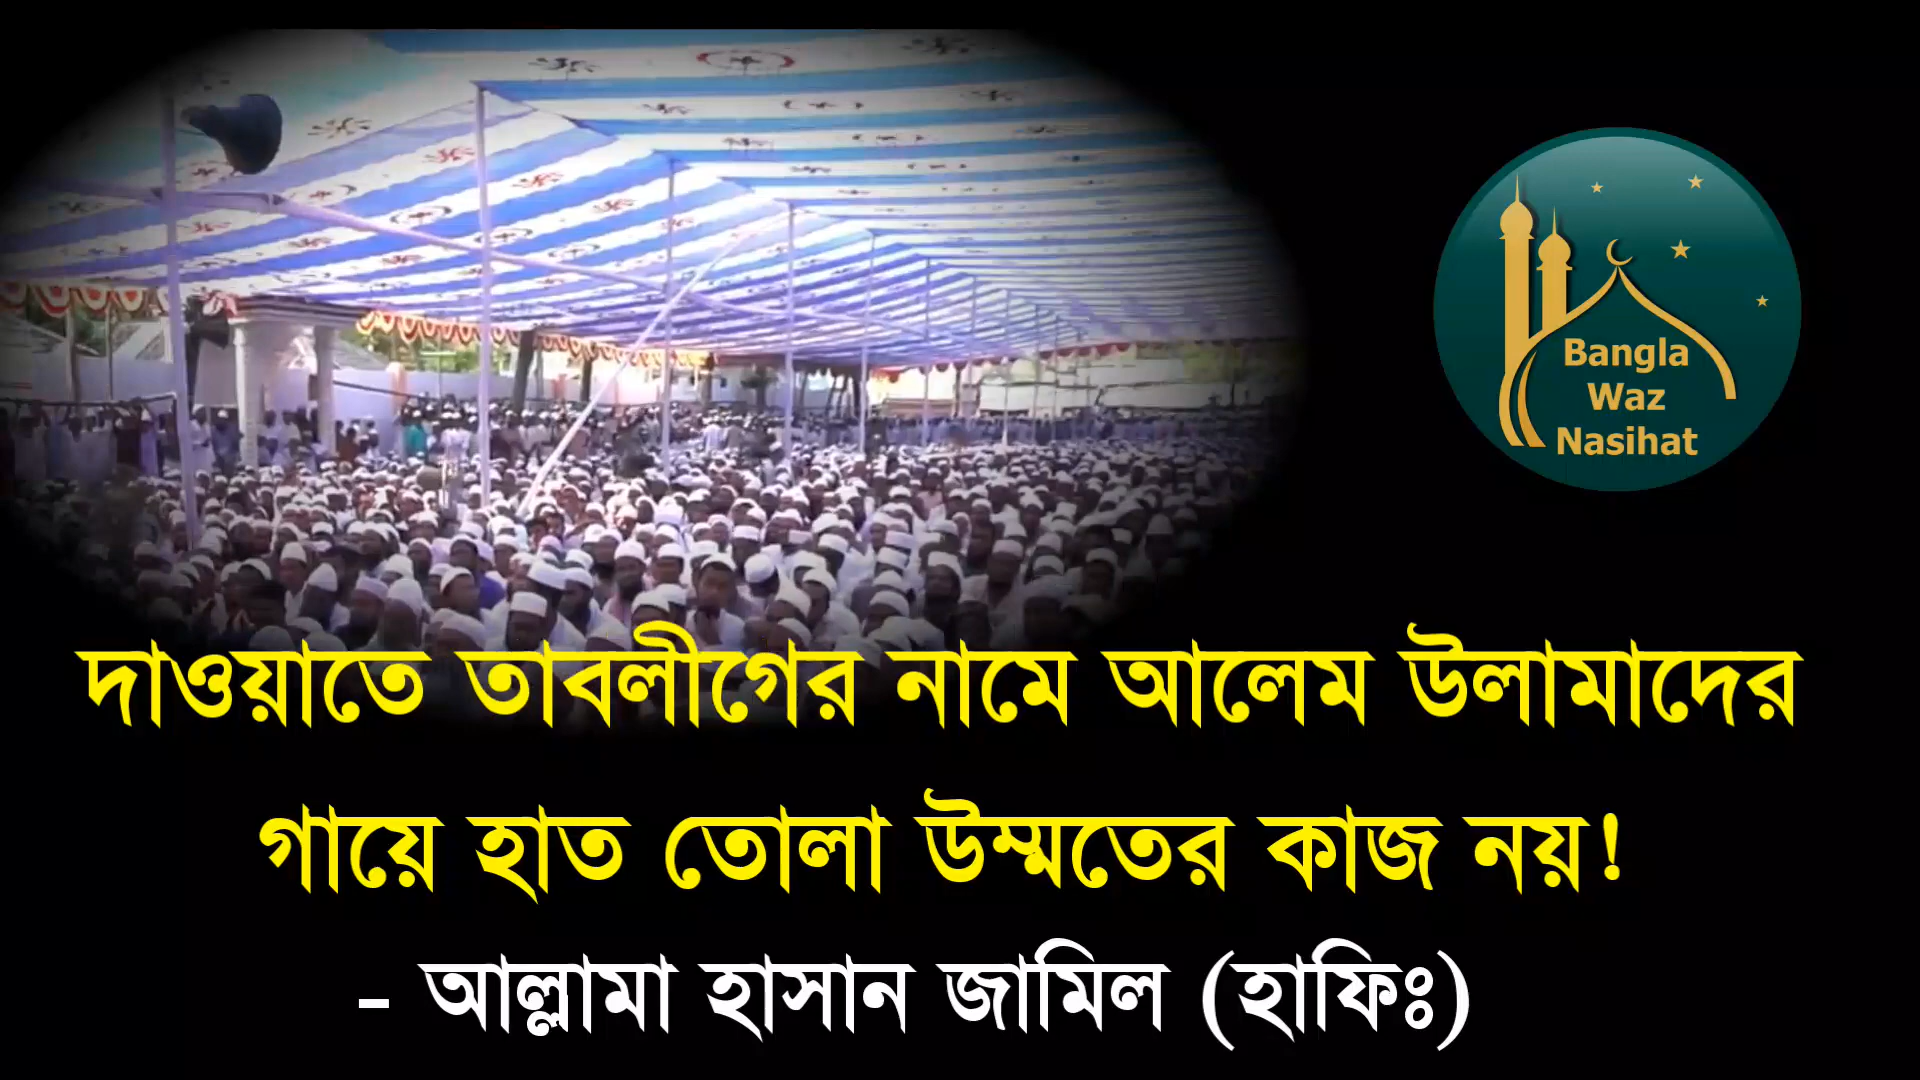 Bangla
Waz
Nasihat
দাওয়াতে তাবলীগের নামে আলেম উলামাদের
গায়ে হাত তোলা উম্মতের কাজ নয়!
- আল্লামা হাসান জামিল (হাফিঃ)